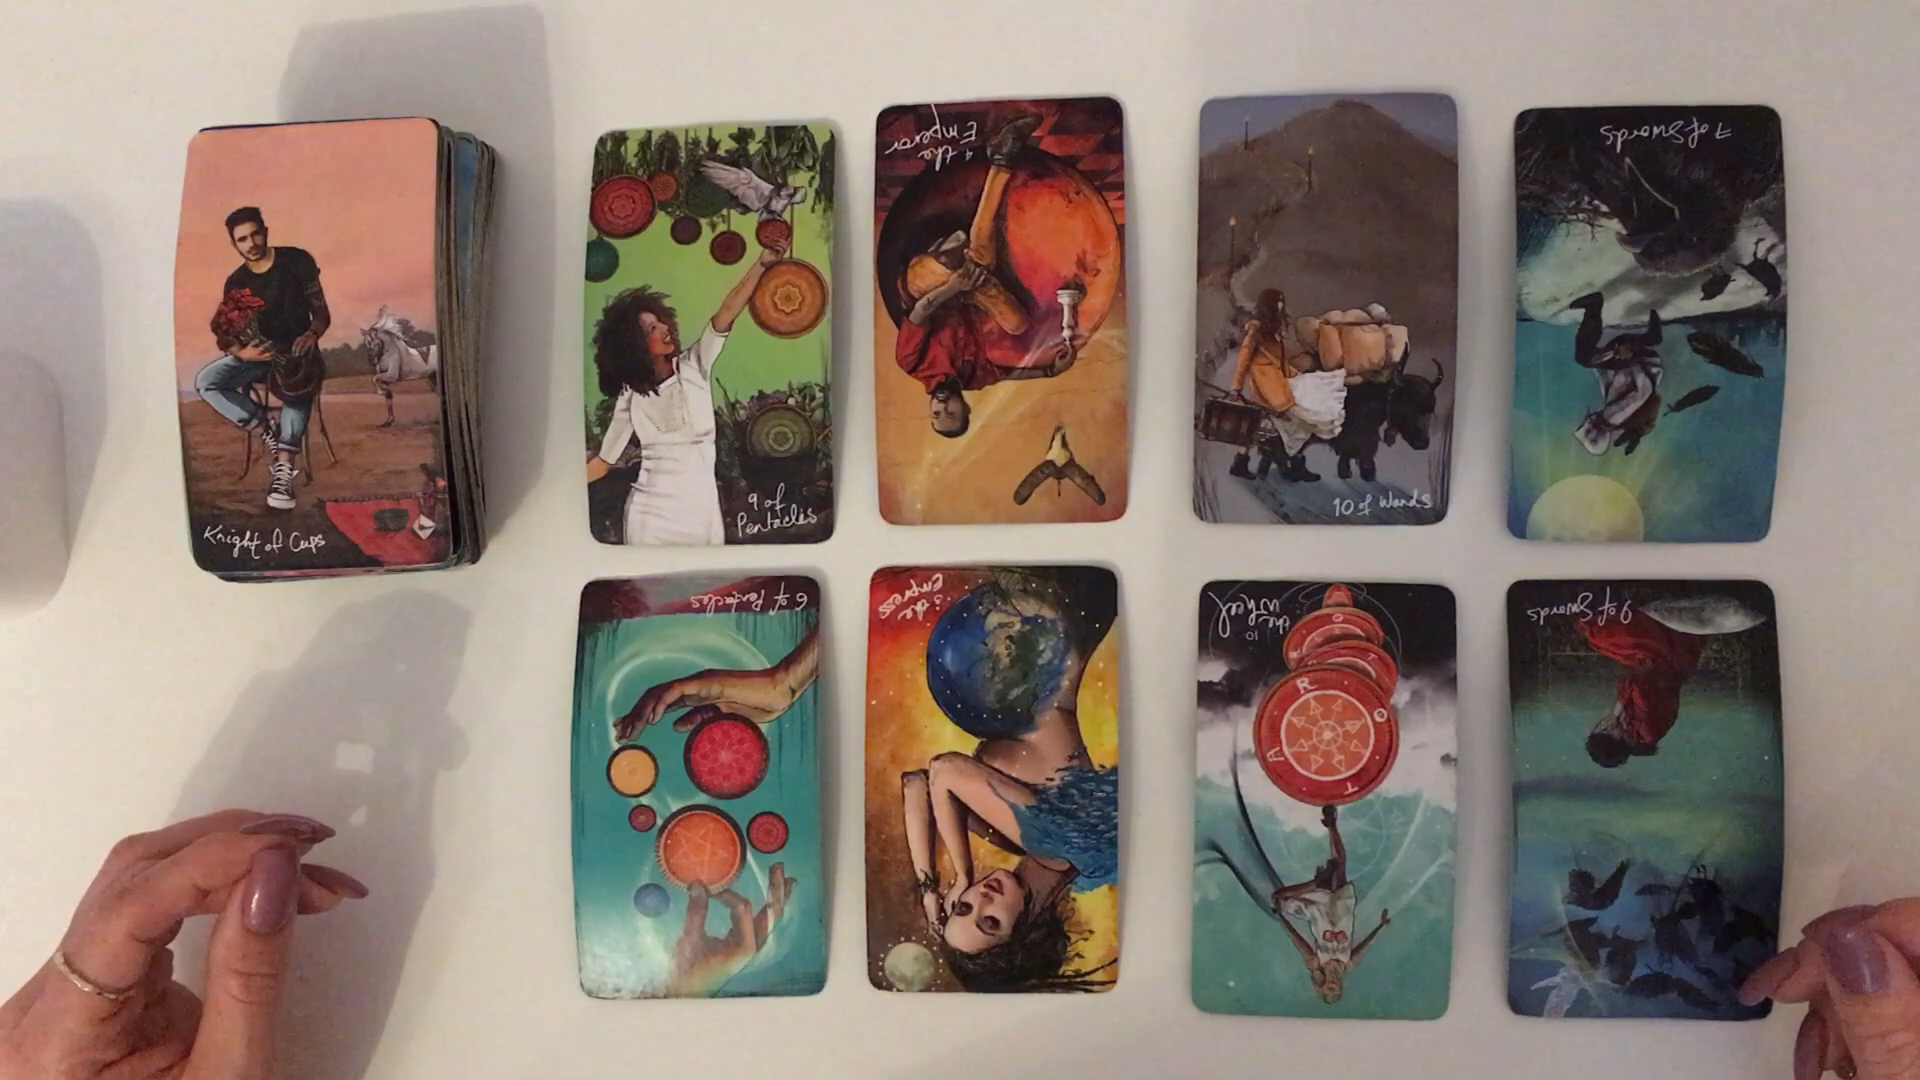 Knight of Cups
9 of
Pentacles
4 the
Emperor
10 of Wands
7 of Swords
6 of Pentacles
3 the
empress
10
the
Wheel
R
O
T
A
9 of Swords